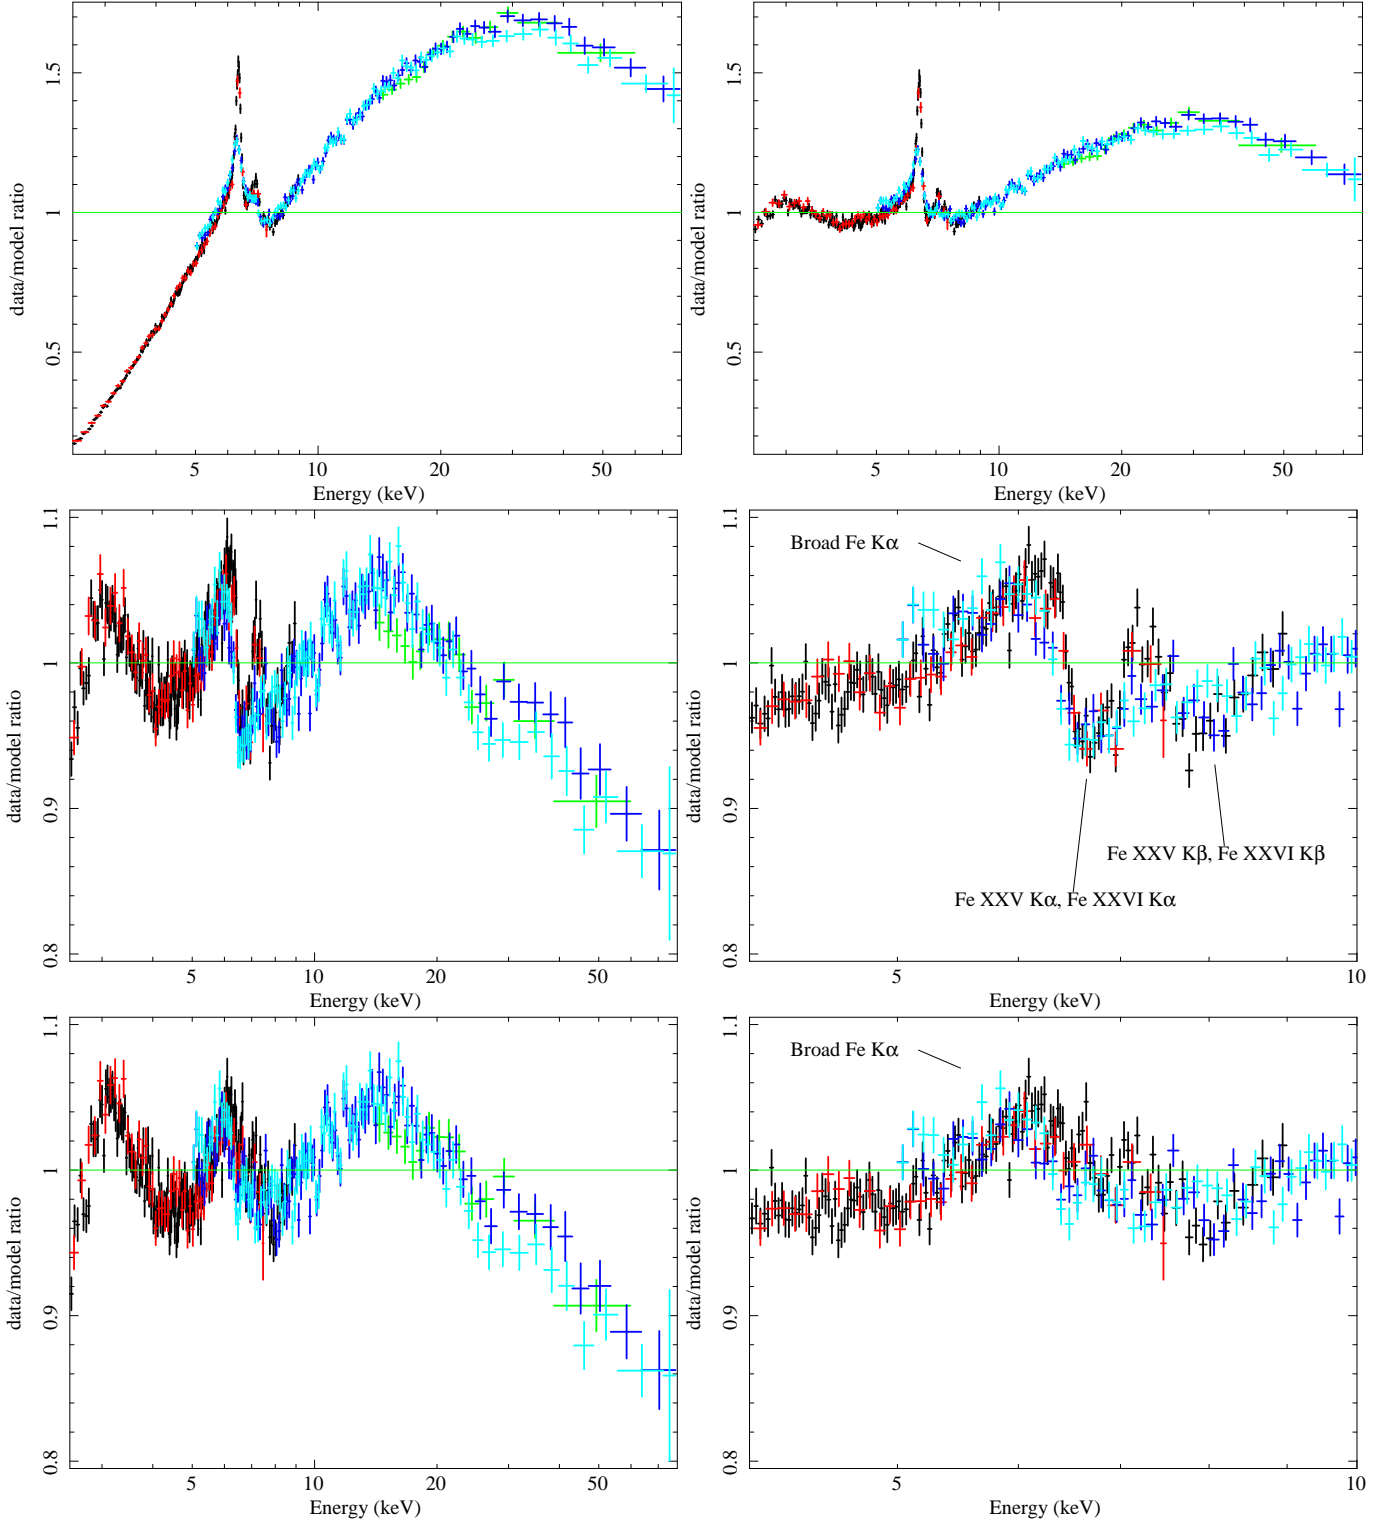 data/model ratio
0.5
1
1.5
5
10
20
50
Energy (keV)
data/model ratio
0.5
1
1.5
5
10
20
50
Energy (keV)
data/model ratio
0.8
0.9
1
1.1
5
10
20
50
Energy (keV)
data/model ratio
0.8
0.9
1
1.1
Broad Fe Kα
Fe XXV Kβ, Fe XXVI Kβ
Fe XXV Kα, Fe XXVI Kα
5
10
Energy (keV)
data/model ratio
0.8
0.9
1
1.1
5
10
20
50
Energy (keV)
data/model ratio
0.8
0.9
1
1.1
Broad Fe Kα
5
10
Energy (keV)